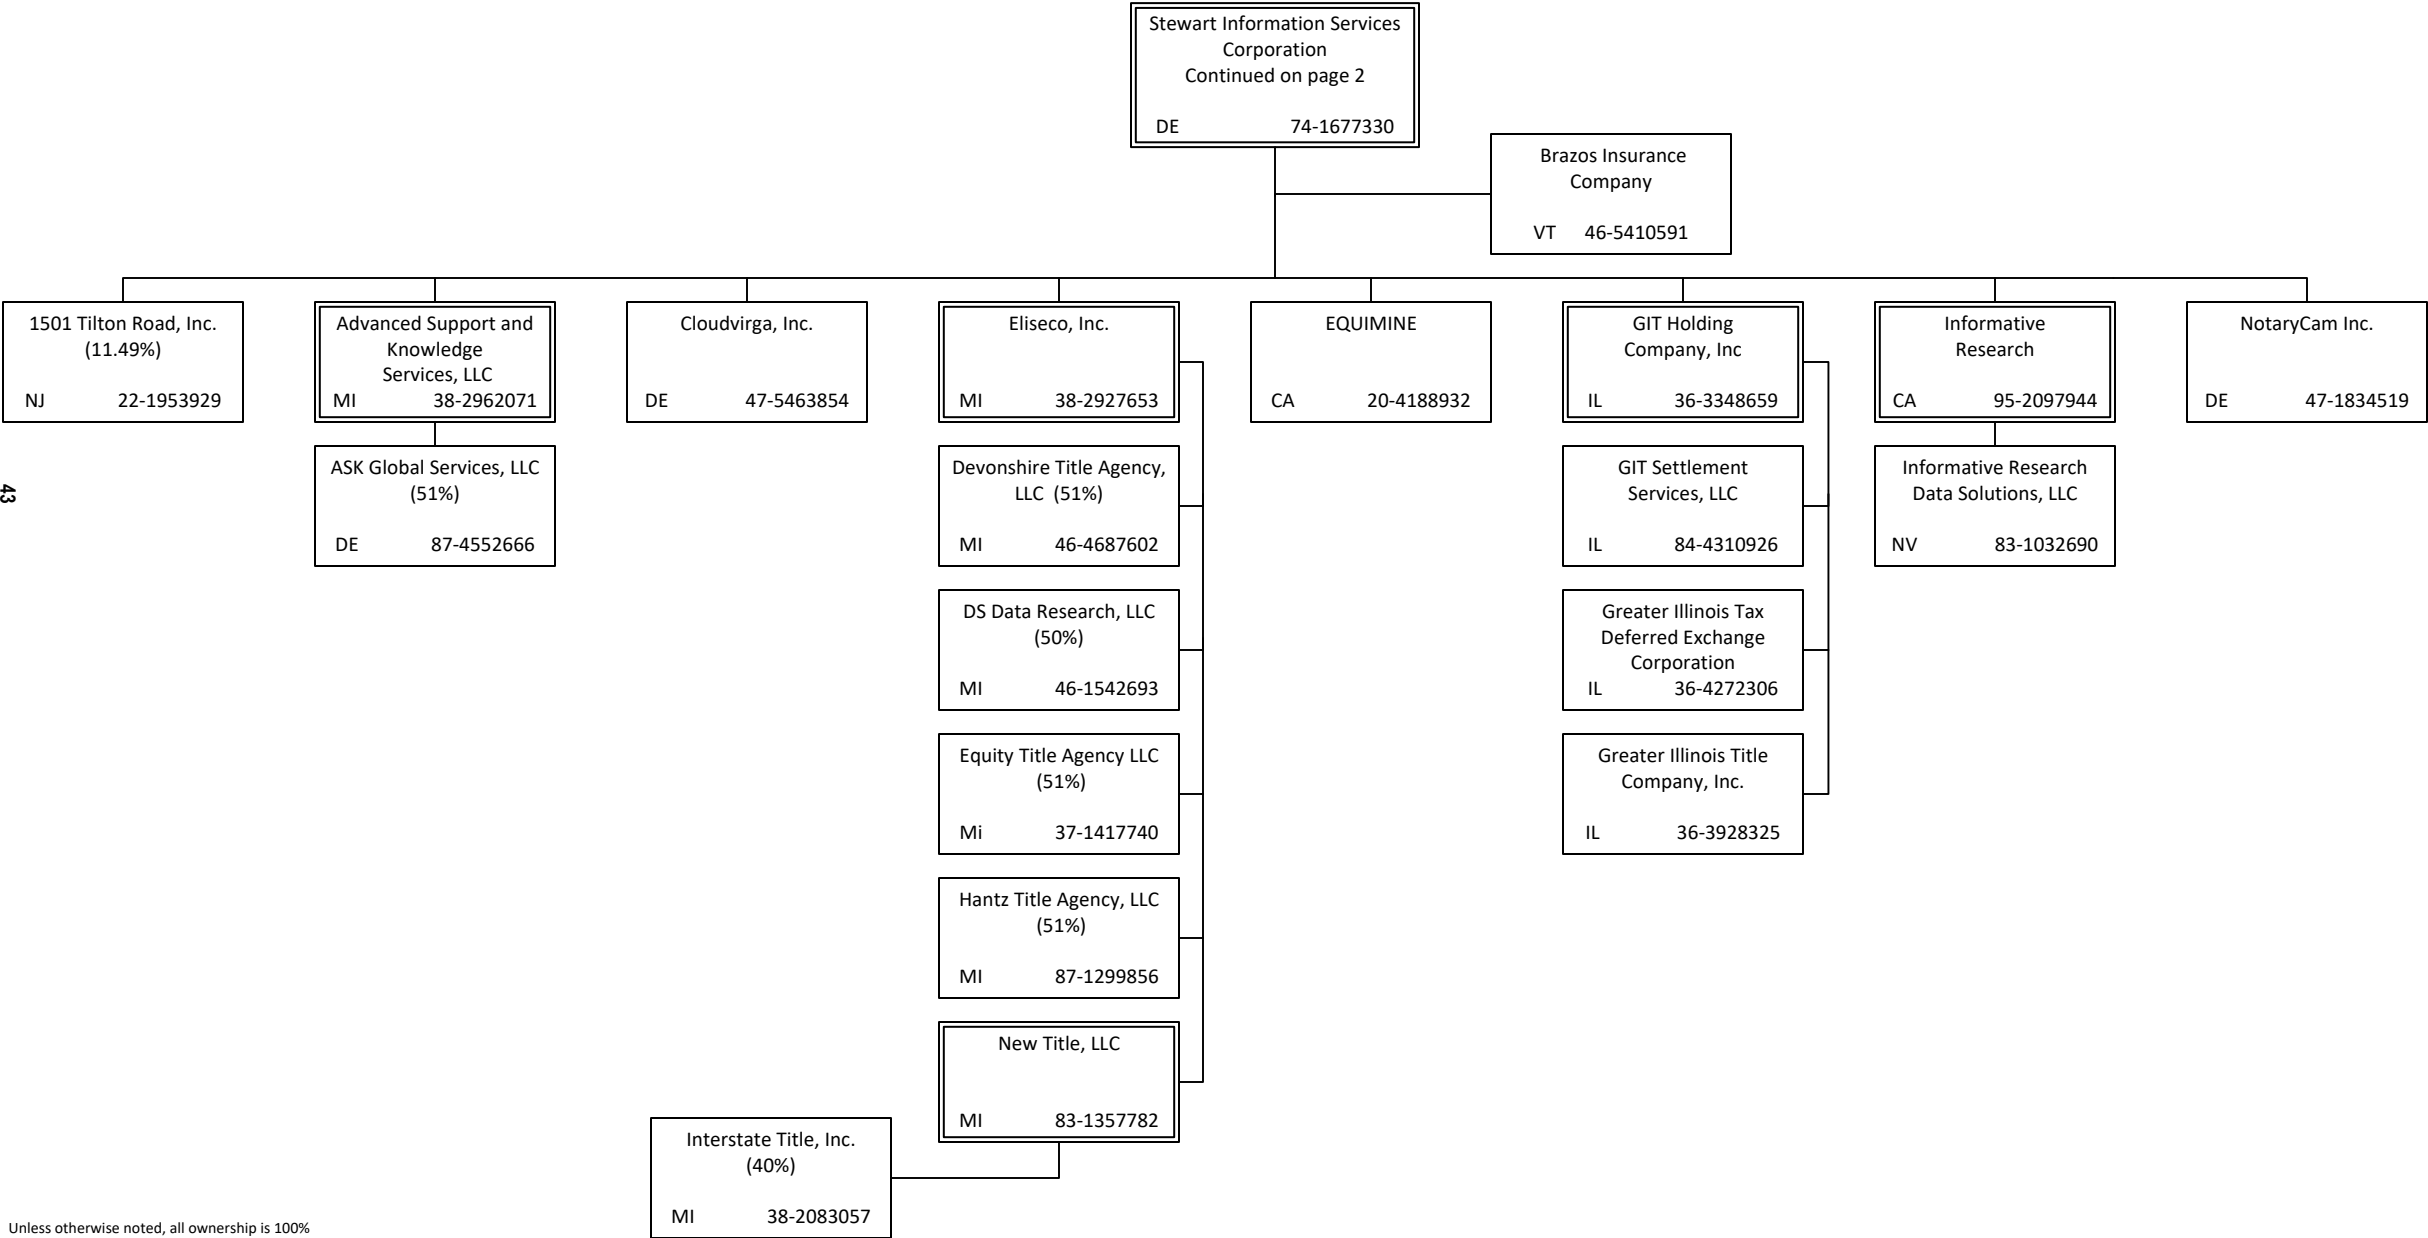 Stewart Information Services
Corporation
Continued on page 2
DE 74-1677330
Brazos Insurance
Company
VT 46-5410591
1501 Tilton Road, Inc.
(11.49%)
NJ 22-1953929
Advanced Support and
Knowledge
Services, LLC
MI 38-2962071
Cloudvirga, Inc.
DE 47-5463854
Eliseco, Inc.
MI 38-2927653
EQUIMINE
CA 20-4188932
GIT Holding
Company, Inc
IL 36-3348659
Informative
Research
CA 95-2097944
NotaryCam Inc.
DE 47-1834519
ASK Global Services, LLC
(51%)
DE 87-4552666
Devonshire Title Agency,
LLC (51%)
MI 46-4687602
GIT Settlement
Services, LLC
IL 84-4310926
Informative Research
Data Solutions, LLC
NV 83-1032690
43
DS Data Research, LLC
(50%)
MI 46-1542693
Greater Illinois Tax
Deferred Exchange
Corporation
IL 36-4272306
Equity Title Agency LLC
(51%)
Mi 37-1417740
Greater Illinois Title
Company, Inc.
IL 36-3928325
Hantz Title Agency, LLC
(51%)
MI 87-1299856
New Title, LLC
MI 83-1357782
Interstate Title, Inc.
(40%)
MI 38-2083057
Unless otherwise noted, all ownership is 100%